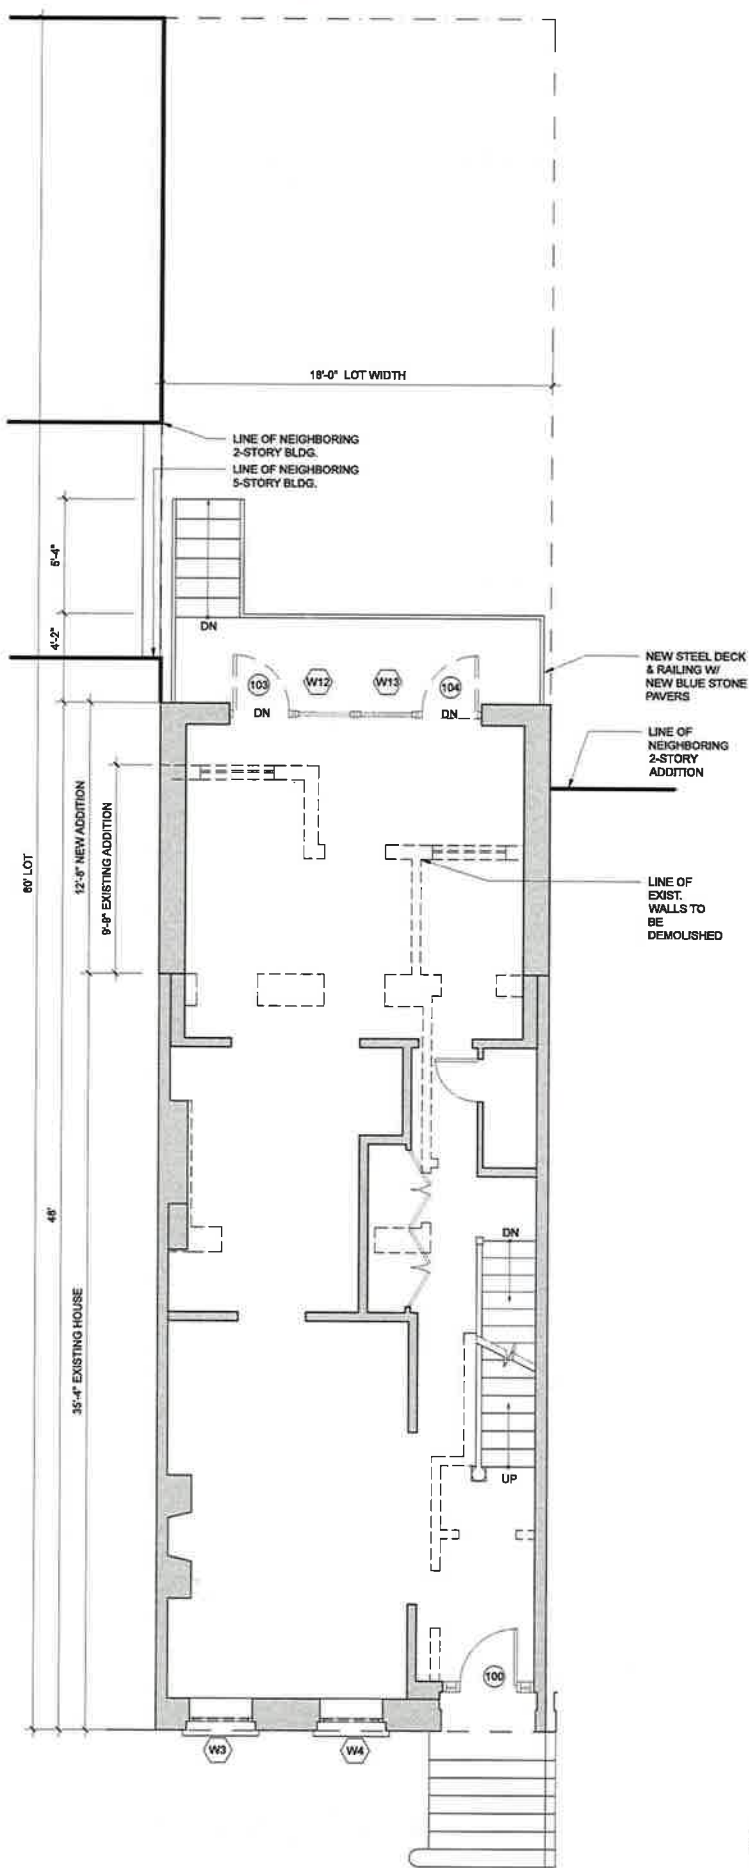 18'-0" LOT WIDTH
LINE OF NEIGHBORING
2-STORY BLDG.
LINE OF NEIGHBORING
5-STORY BLDG.
5'-4"
4'-2"
DN
NEW STEEL DECK
& RAILING W/
NEW BLUE STONE
PAVERS
103
W12
W13
104
DN
DN
LINE OF
NEIGHBORING
2-STORY
ADDITION
12'-8" NEW ADDITION
9'-9" EXISTING ADDITION
LINE OF
EXIST.
WALLS TO
BE
DEMOLISHED
48'
DN
35'-4" EXISTING HOUSE
UP
100
W3
W4